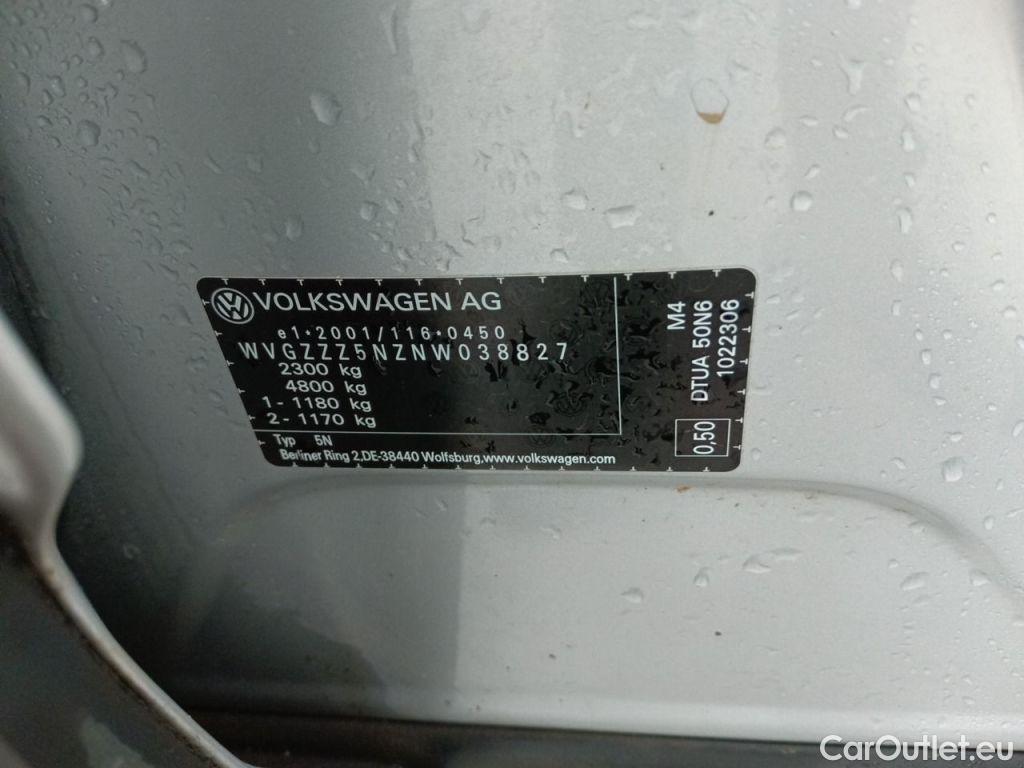 VOLKSWAGEN AG
e1*2001/116*0450
WVGZZZ5NZNW038827
2300 kg
4800 kg
1- 1180 kg
2- 1170 kg
Typ 5N
Berliner Ring 2,DE-38440 Wolfsburg,www.volkswagen.com
M4
DTUA 50N6
1022306
0,50
CarOutlet.eu